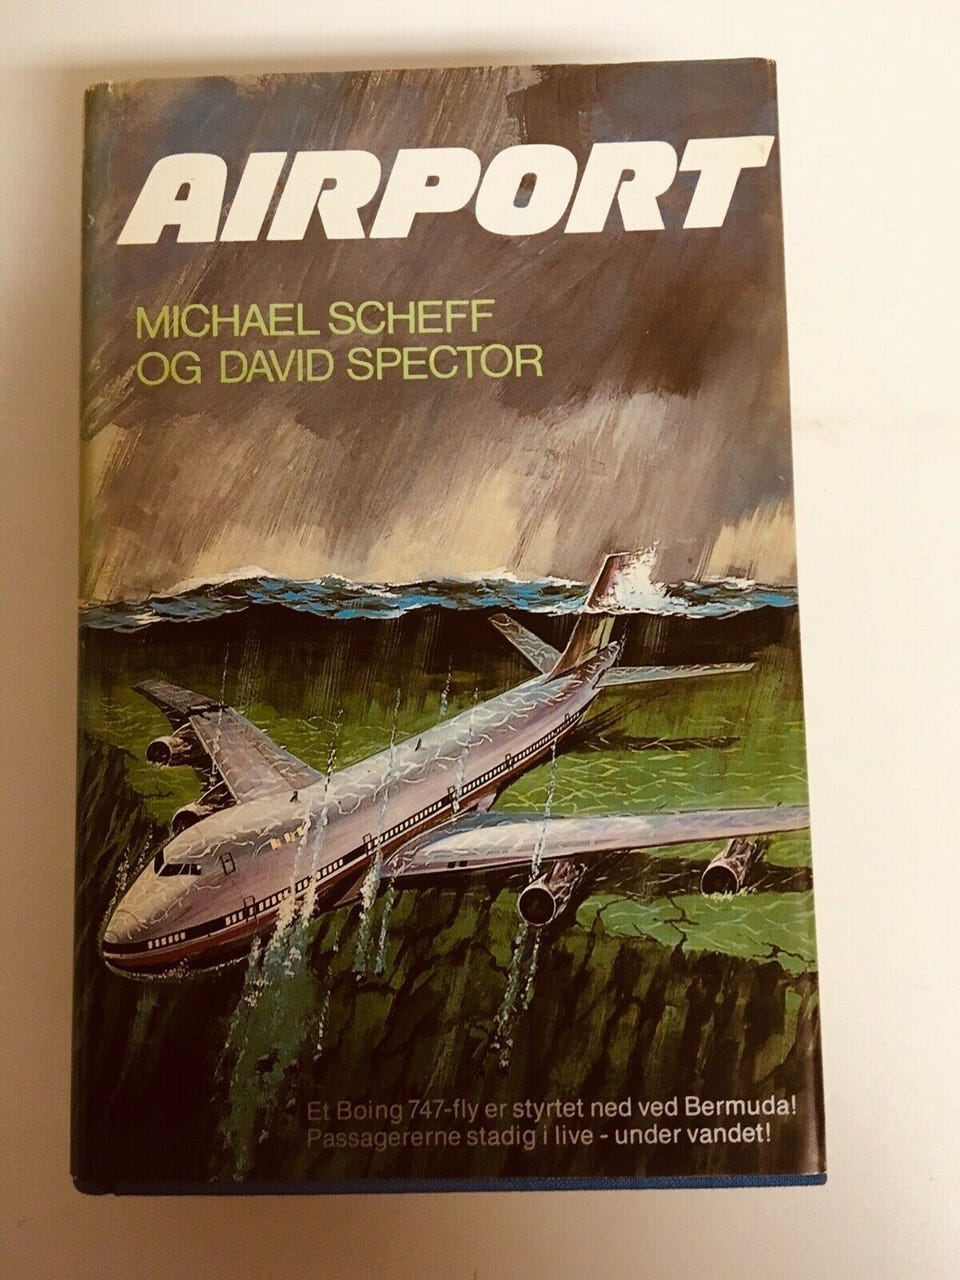 AIRPORT
MICHAEL SCHEFF
OG DAVID SPECTOR
Et Boing 747-fly er styrtet ned ved Bermuda!
Passagererne stadig i live - under vandet!